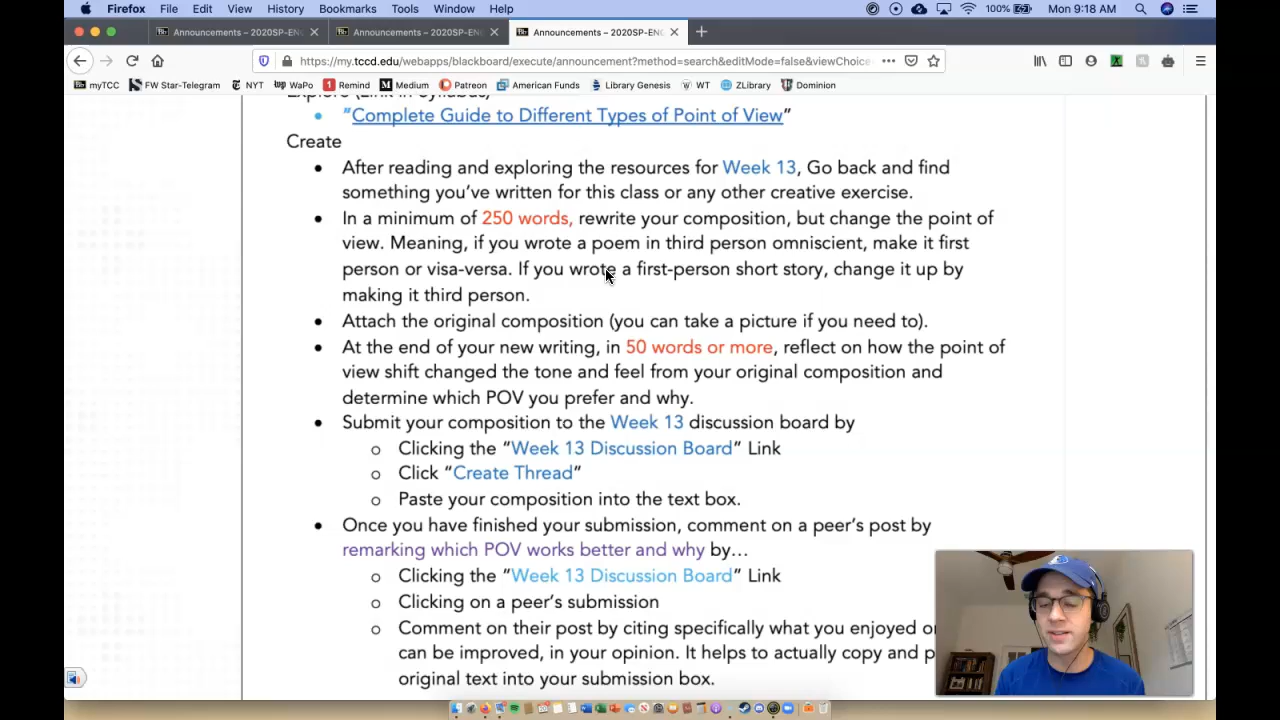 Firefox File Edit View History Bookmarks Tools Window Help 100% Mon 9:18 AM
Announcements – 2020SP-EN Announcements – 2020SP-EN Announcements – 2020SP-EN
https://my.tccd.edu/webapps/blackboard/execute/announcement?method=search&editMode=false&viewChoice
myTCC FW Star-Telegram NYT WaPo Remind Medium Patreon American Funds Library Genesis WT ZLibrary Dominion
Explore (Link in Syllabus)
"Complete Guide to Different Types of Point of View"
Create
After reading and exploring the resources for Week 13, Go back and find
something you've written for this class or any other creative exercise.
In a minimum of 250 words, rewrite your composition, but change the point of
view. Meaning, if you wrote a poem in third person omniscient, make it first
person or visa-versa. If you wrote a first-person short story, change it up by
making it third person.
Attach the original composition (you can take a picture if you need to).
At the end of your new writing, in 50 words or more, reflect on how the point of
view shift changed the tone and feel from your original composition and
determine which POV you prefer and why.
Submit your composition to the Week 13 discussion board by
Clicking the "Week 13 Discussion Board" Link
Click "Create Thread"
Paste your composition into the text box.
Once you have finished your submission, comment on a peer's post by
remarking which POV works better and why by…
Clicking the "Week 13 Discussion Board" Link
Clicking on a peer's submission
Comment on their post by citing specifically what you enjoyed
can be improved, in your opinion. It helps to actually copy and
original text into your submission box.